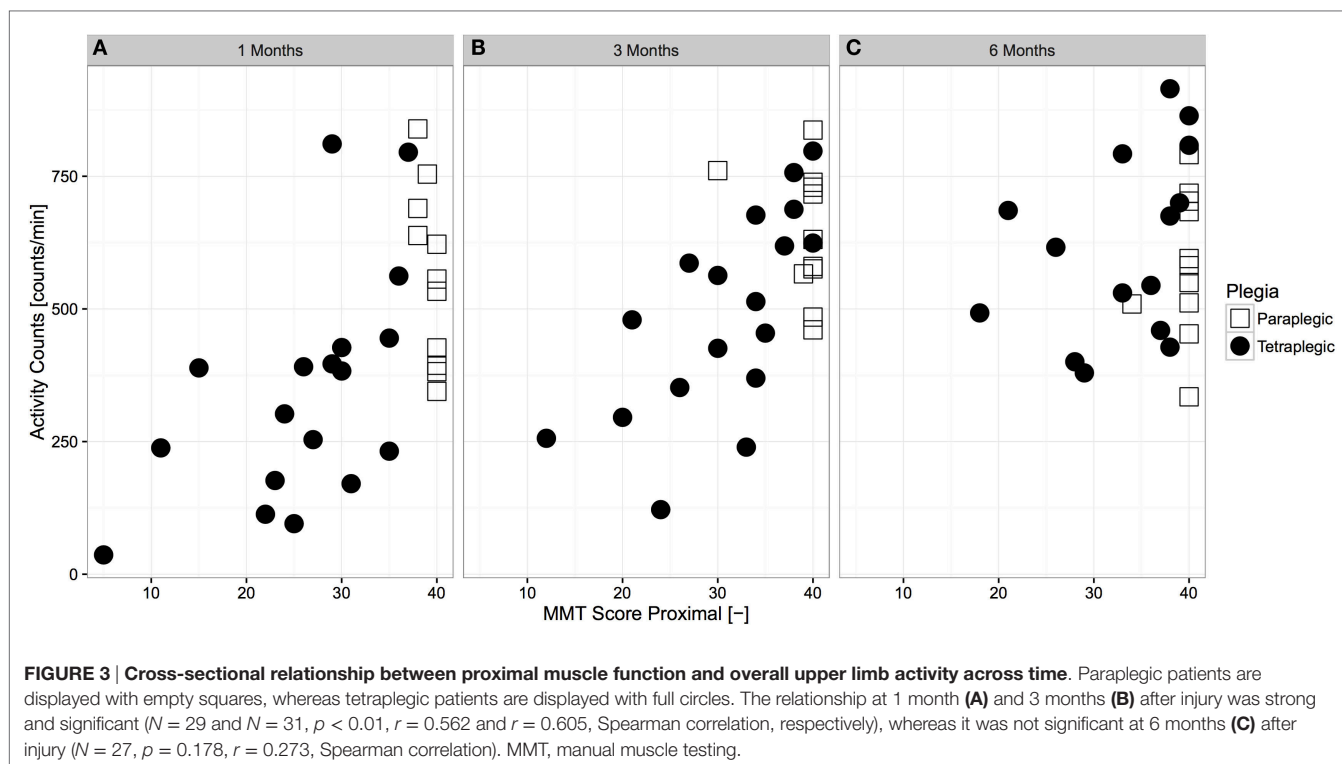 A 1 Months B 3 Months C 6 Months
Activity Counts [counts/min]
750
500
250
0
10 20 30 40 10 20 30 40 10 20 30 40
MMT Score Proximal [–]
Plegia
Paraplegic
Tetraplegic
FIGURE 3 | Cross-sectional relationship between proximal muscle function and overall upper limb activity across time. Paraplegic patients are
displayed with empty squares, whereas tetraplegic patients are displayed with full circles. The relationship at 1 month (A) and 3 months (B) after injury was strong
and significant (N = 29 and N = 31, p < 0.01, r = 0.562 and r = 0.605, Spearman correlation, respectively), whereas it was not significant at 6 months (C) after
injury (N = 27, p = 0.178, r = 0.273, Spearman correlation). MMT, manual muscle testing.